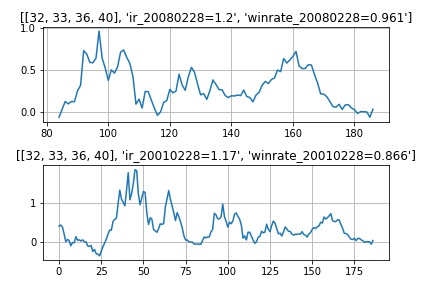 [[32, 33, 36, 40], 'ir_20080228=1.2', 'winrate_20080228=0.961']
1.0
0.5
0.0
80 100 120 140 160 180
[[32, 33, 36, 40], 'ir_20010228=1.17', 'winrate_20010228=0.866']
1
0
0 25 50 75 100 125 150 175